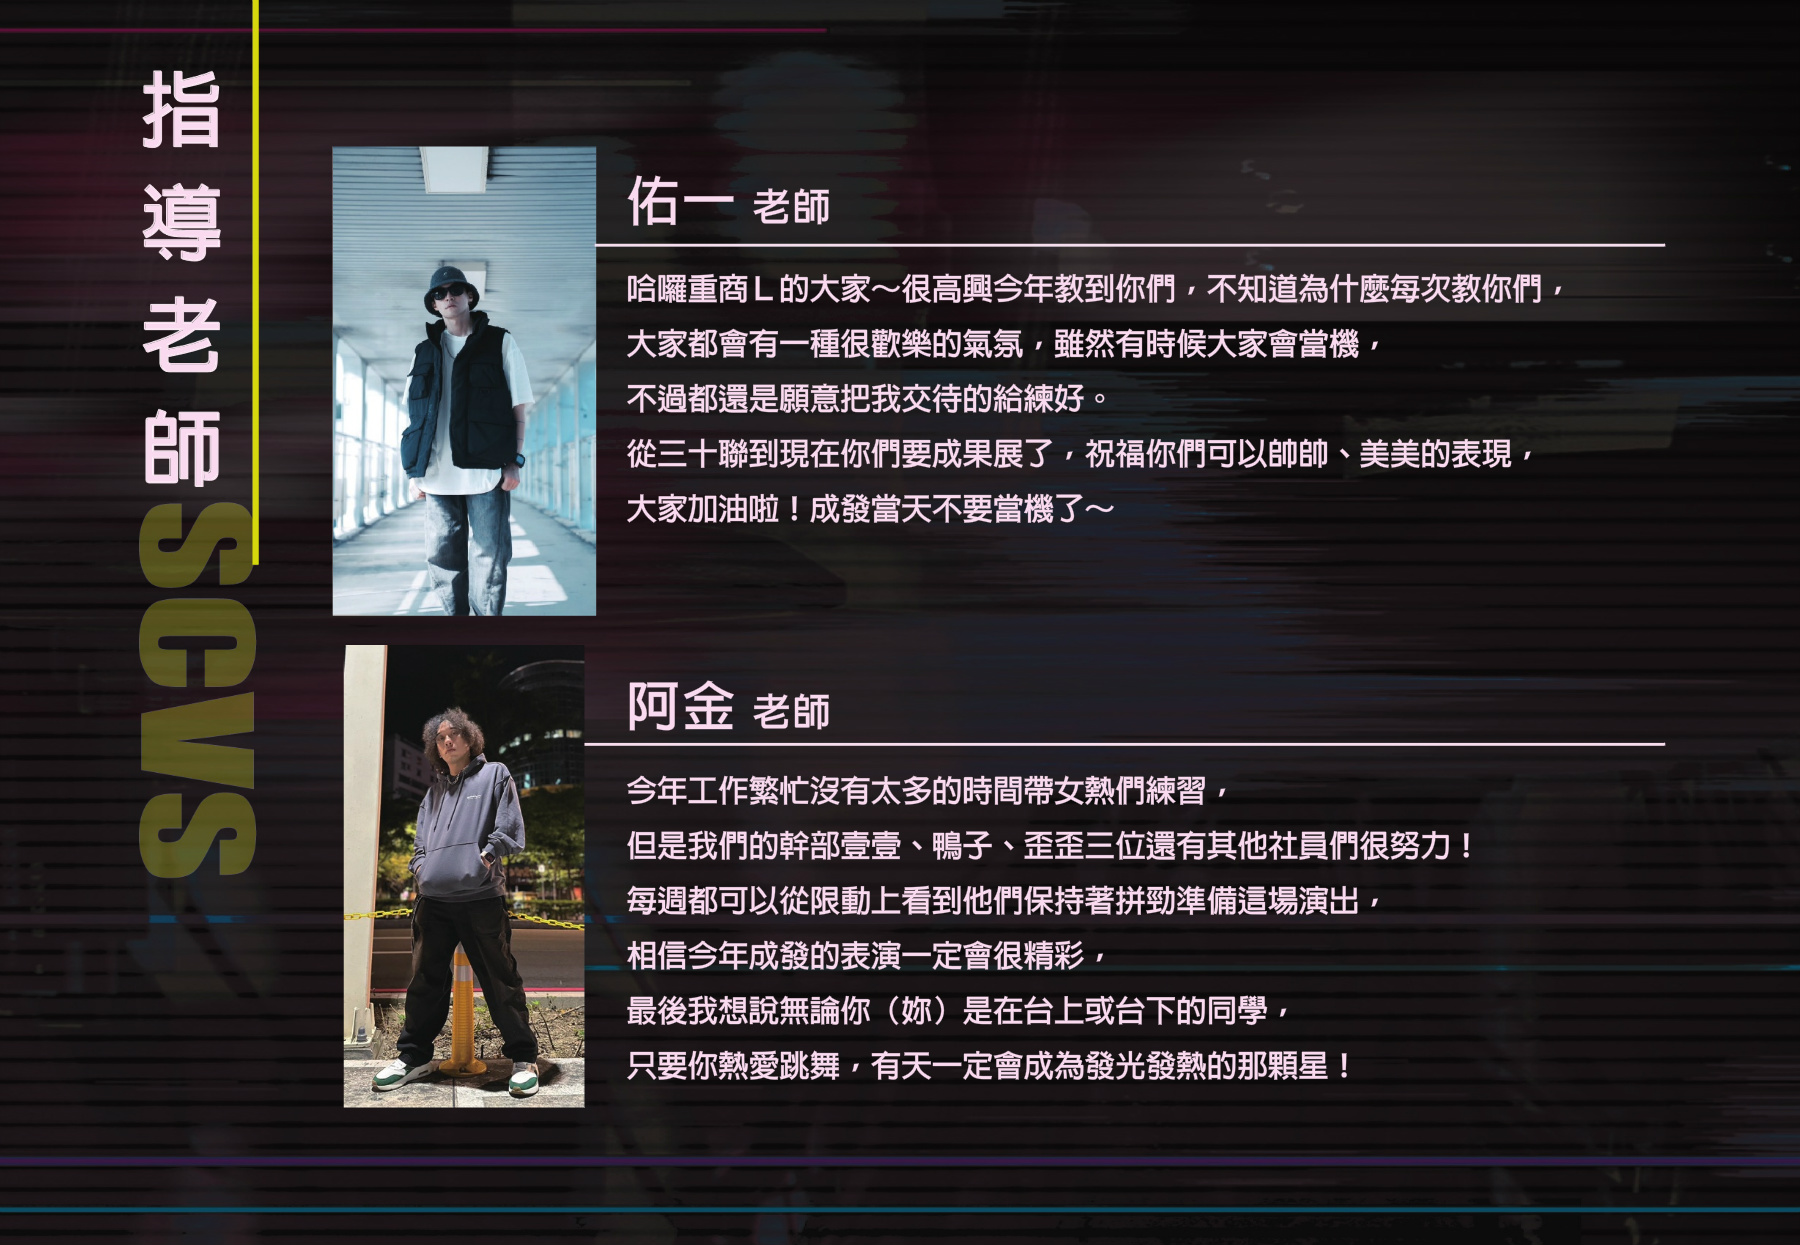 指導老師
SCVS
佑一 老師
哈囉重商L的大家～很高興今年教到你們，不知道為什麼每次教你們，
大家都會有一種很歡樂的氣氛，雖然有時候大家會當機，
不過都還是願意把我交待的給練好。
從三十聯到現在你們要成果展了，祝福你們可以帥帥、美美的表現，
大家加油啦！成發當天不要當機了～
阿金 老師
今年工作繁忙沒有太多的時間帶女熱們練習，
但是我們的幹部壹壹、鴨子、歪歪三位還有其他社員們很努力！
每週都可以從限動上看到他們保持著拼勁準備這場演出，
相信今年成發的表演一定會很精彩，
最後我想說無論你（妳）是在台上或台下的同學，
只要你熱愛跳舞，有天一定會成為發光發熱的那顆星！